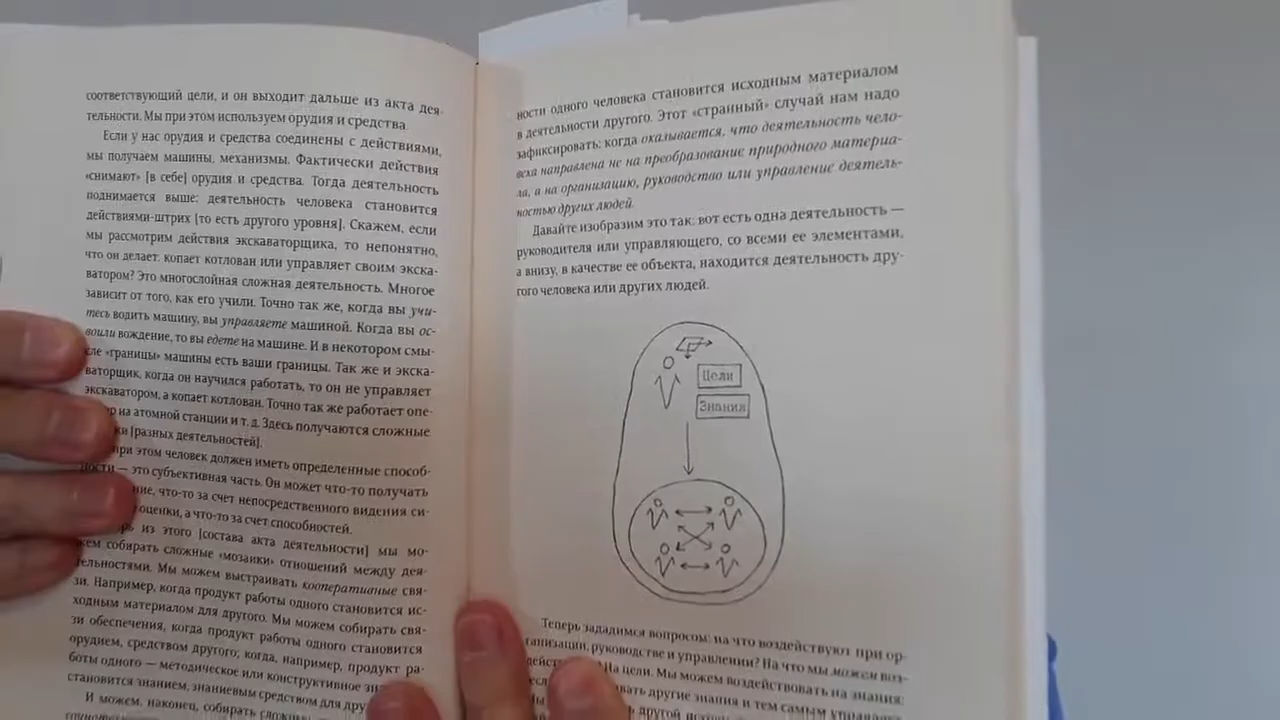 соответствующий цели, и он выходит дальше из акта дея-
тельности. Мы при этом используем орудия и средства.
Если у нас орудия и средства соединены с действиями,
мы получаем машины, механизмы. Фактически действия
«снимают» [в себе] орудия и средства. Тогда деятельность
поднимается выше: деятельность человека становится
действиями-штрих [то есть другого уровня]. Скажем, если
мы рассмотрим действия экскаваторщика, то непонятно,
что он делает: копает котлован или управляет своим экска-
ватором? Это многослойная сложная деятельность. Многое
зависит от того, как его учили. Точно так же, когда вы учи-
тесь водить машину, вы управляете машиной. Когда вы ос-
воили вождение, то вы едете на машине. И в некотором смы-
сле «границы» машины есть ваши границы. Так же и экска-
ваторщик, когда он научился работать, то он не управляет
экскаватором, а копает котлован. Точно так же работает опе-
на атомной станции и т. д. Здесь получаются сложные
[разных деятельностей].
при этом человек должен иметь определенные способ-
ности — это субъективная часть. Он может что-то получать
что-то за счет непосредственного видения си-
оценки, а что-то за счет способностей.
из этого [состава акта деятельности] мы мо-
жем собирать сложные «мозаики» отношений между дея-
тельностями. Мы можем выстраивать кооперативные свя-
зи. Например, когда продукт работы одного становится ис-
ходным материалом для другого. Мы можем собирать свя-
зи обеспечения, когда продукт работы одного становится
орудием, средством другого; когда, например, продукт ра-
боты одного — методическое или конструктивное
становится знанием, знаниевым средством для
И можем, наконец, собирать
ности одного человека становится исходным материалом
в деятельности другого. Этот «странный» случай нам надо
зафиксировать: когда оказывается, что деятельность чело-
века направлена не на преобразование природного материа-
ла, а на организацию, руководство или управление деятель-
ностью других людей.
Давайте изобразим это так: вот есть одна деятельность —
руководителя или управляющего, со всеми ее элементами,
а внизу, в качестве ее объекта, находится деятельность дру-
гого человека или других людей.
Цели
Знания
Теперь зададимся вопросом: на что воздействуют при ор-
ганизации, руководстве и управлении? На что мы можем воз-
На цели. Мы можем воздействовать на знания:
другие знания и тем самым
другой